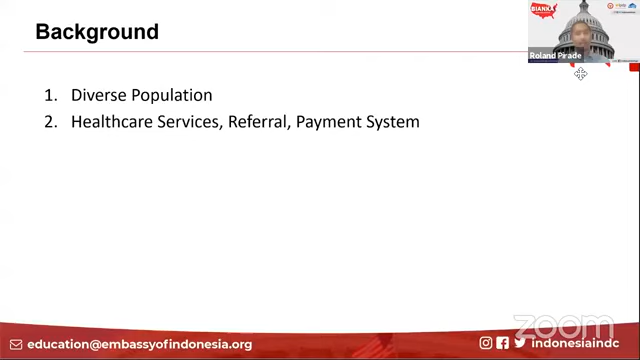 Background
BIANKA
Roland Pirade
1. Diverse Population
2. Healthcare Services, Referral, Payment System
zoom
education@embassyofindonesia.org
indonesiaindc